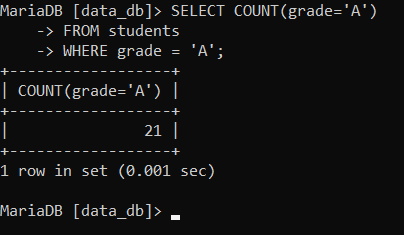 MariaDB [data_db]> SELECT COUNT(grade='A')
    -> FROM students
    -> WHERE grade = 'A';
+------------------+
| COUNT(grade='A') |
+------------------+
|               21 |
+------------------+
1 row in set (0.001 sec)

MariaDB [data_db]> _